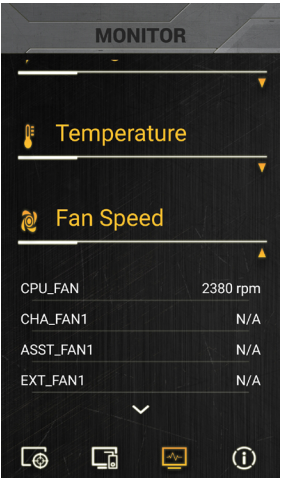 MONITOR
Temperature
Fan Speed
CPU_FAN 2380 rpm
CHA_FAN1 N/A
ASST_FAN1 N/A
EXT_FAN1 N/A